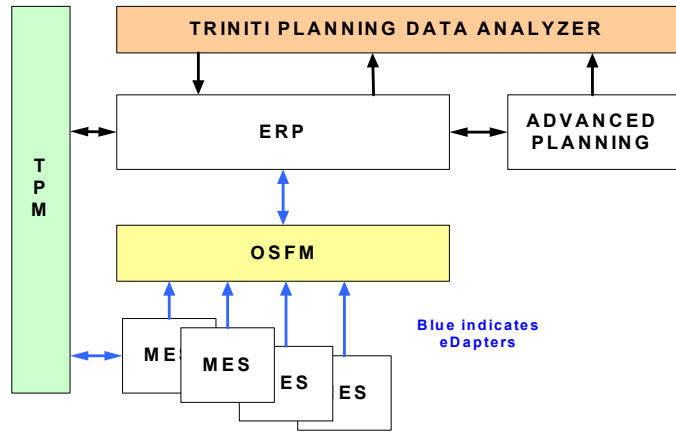 TRINITI PLANNING DATA ANALYZER
ERP
ADVANCED
PLANNING
T
P
M
OSFM
Blue indicates
eDapters
MES
MES
ES
ES